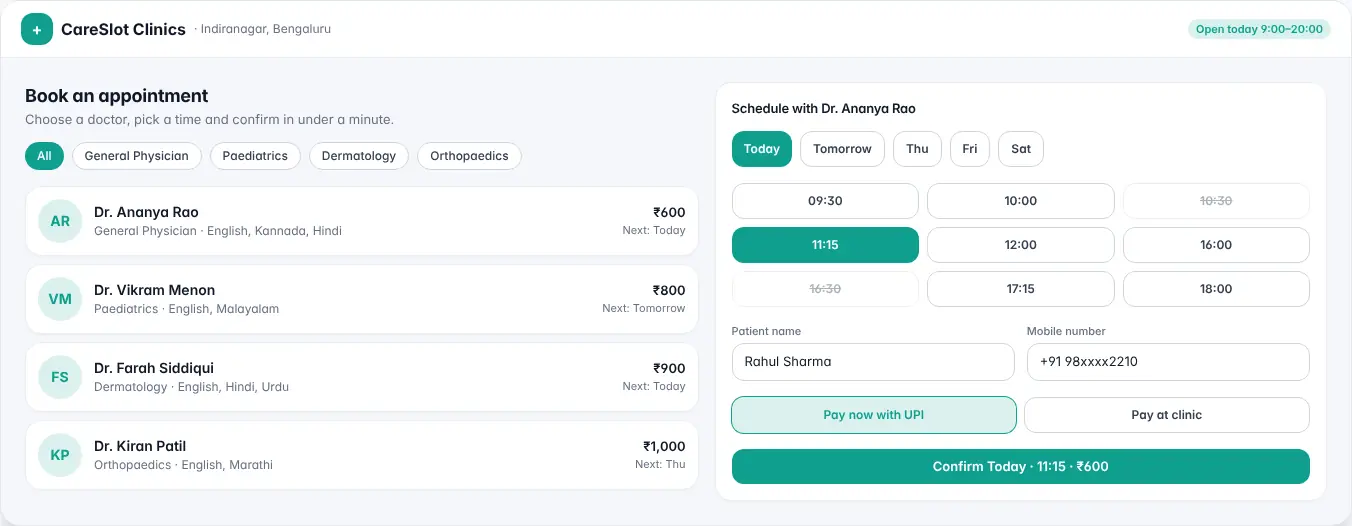 +
CareSlot Clinics · Indiranagar, Bengaluru
Open today 9:00–20:00
Book an appointment
Choose a doctor, pick a time and confirm in under a minute.
All General Physician Paediatrics Dermatology Orthopaedics
AR
Dr. Ananya Rao
General Physician · English, Kannada, Hindi
₹600
Next: Today
VM
Dr. Vikram Menon
Paediatrics · English, Malayalam
₹800
Next: Tomorrow
FS
Dr. Farah Siddiqui
Dermatology · English, Hindi, Urdu
₹900
Next: Today
KP
Dr. Kiran Patil
Orthopaedics · English, Marathi
₹1,000
Next: Thu
Schedule with Dr. Ananya Rao
Today Tomorrow Thu Fri Sat
09:30 10:00 10:30
11:15 12:00 16:00
16:30 17:15 18:00
Patient name Mobile number
Rahul Sharma +91 98xxxx2210
Pay now with UPI Pay at clinic
Confirm Today · 11:15 · ₹600